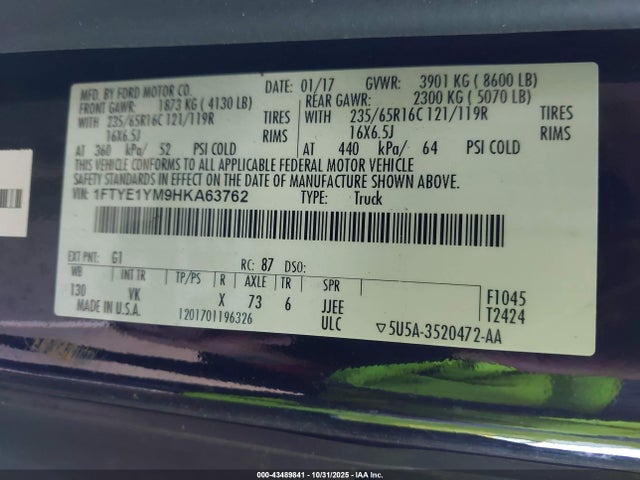 MFD. BY FORD MOTOR CO. DATE: 01/17 GVWR: 3901 KG ( 8600 LB)
FRONT GAWR: 1873 KG ( 4130 LB) REAR GAWR: 2300 KG ( 5070 LB)
WITH 235/65R16C 121/119R TIRES WITH 235/65R16C 121/119R TIRES
16X6.5J RIMS 16X6.5J RIMS
AT 360 kPa/ 52 PSI COLD AT 440 kPa/ 64 PSI COLD
THIS VEHICLE CONFORMS TO ALL APPLICABLE FEDERAL MOTOR VEHICLE
SAFETY STANDARDS IN EFFECT ON THE DATE OF MANUFACTURE SHOWN ABOVE.
VIN: 1FTYE1YM9HKA63762 TYPE: Truck
EXT PNT: G1 RC: 87 DSO:
WB INT TR TP/PS R AXLE TR SPR
130 VK X 73 6 JJEE F1045
MADE IN U.S.A. 1201701196326 ULC T2424
▽5U5A-3520472-AA
000-43489841 - 10/31/2025 - Copart, Inc.